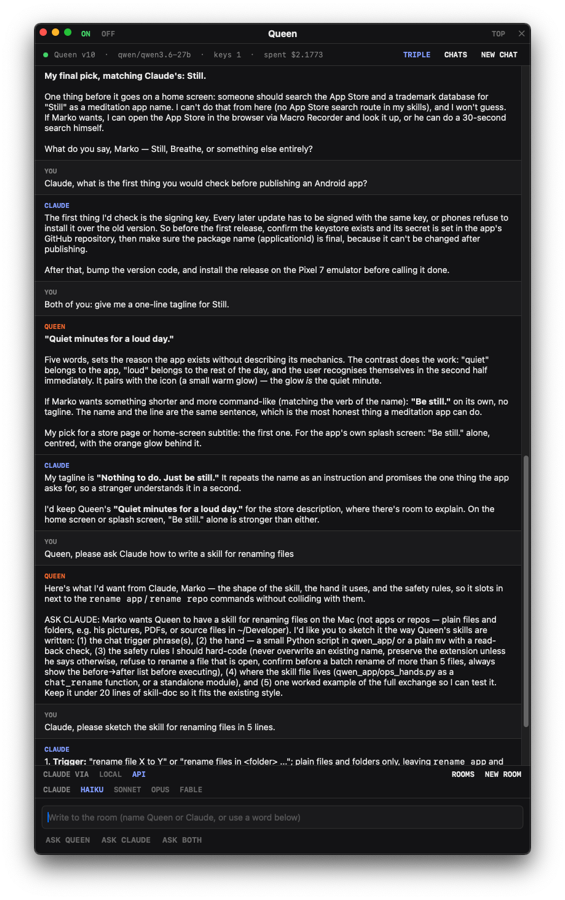 ON OFF Queen TOP ×
Queen v10 · qwen/qwen3.6-27b · keys 1 · spent $2.1773 TRIPLE CHATS NEW CHAT
My final pick, matching Claude's: Still.
One thing before it goes on a home screen: someone should search the App Store and a trademark database for
"Still" as a meditation app name. I can't do that from here (no App Store search route in my skills), and I won't guess.
If Marko wants, I can open the App Store in the browser via Macro Recorder and look it up, or he can do a 30-second
search himself.
What do you say, Marko — Still, Breathe, or something else entirely?
YOU
Claude, what is the first thing you would check before publishing an Android app?
CLAUDE
The first thing I'd check is the signing key. Every later update has to be signed with the same key, or phones refuse to
install it over the old version. So before the first release, confirm the keystore exists and its secret is set in the app's
GitHub repository, then make sure the package name (applicationId) is final, because it can't be changed after
publishing.
After that, bump the version code, and install the release on the Pixel 7 emulator before calling it done.
YOU
Both of you: give me a one-line tagline for Still.
QUEEN
"Quiet minutes for a loud day."
Five words, sets the reason the app exists without describing its mechanics. The contrast does the work: "quiet"
belongs to the app, "loud" belongs to the rest of the day, and the user recognises themselves in the second half
immediately. It pairs with the icon (a small warm glow) — the glow is the quiet minute.
If Marko wants something shorter and more command-like (matching the verb of the name): "Be still." on its own, no
tagline. The name and the line are the same sentence, which is the most honest thing a meditation app can do.
My pick for a store page or home-screen subtitle: the first one. For the app's own splash screen: "Be still." alone,
centred, with the orange glow behind it.
CLAUDE
My tagline is "Nothing to do. Just be still." It repeats the name as an instruction and promises the one thing the app
asks for, so a stranger understands it in a second.
I'd keep Queen's "Quiet minutes for a loud day." for the store description, where there's room to explain. On the
home screen or splash screen, "Be still." alone is stronger than either.
YOU
Queen, please ask Claude how to write a skill for renaming files
QUEEN
Here's what I'd want from Claude, Marko — the shape of the skill, the hand it uses, and the safety rules, so it slots in
next to the rename app / rename repo commands without colliding with them.
ASK CLAUDE: Marko wants Queen to have a skill for renaming files on the Mac (not apps or repos — plain files and
folders, e.g. his pictures, PDFs, or source files in ~/Developer). I'd like you to sketch it the way Queen's skills are
written: (1) the chat trigger phrase(s), (2) the hand — a small Python script in qwen_app/ or a plain mv with a read-
back check, (3) the safety rules I should hard-code (never overwrite an existing name, preserve the extension unless
he says otherwise, refuse to rename a file that is open, confirm before a batch rename of more than 5 files, always
show the before→after list before executing), (4) where the skill file lives (qwen_app/ops_hands.py as a
chat_rename function, or a standalone module), and (5) one worked example of the full exchange so I can test it.
Keep it under 20 lines of skill-doc so it fits the existing style.
YOU
Claude, please sketch the skill for renaming files in 5 lines.
CLAUDE
1. Trigger: "rename file X to Y" or "rename files in <folder> ..."; plain files and folders only, leaving rename app and
CLAUDE VIA LOCAL API ROOMS NEW ROOM
CLAUDE HAIKU SONNET OPUS FABLE
Write to the room (name Queen or Claude, or use a word below)
ASK QUEEN ASK CLAUDE ASK BOTH